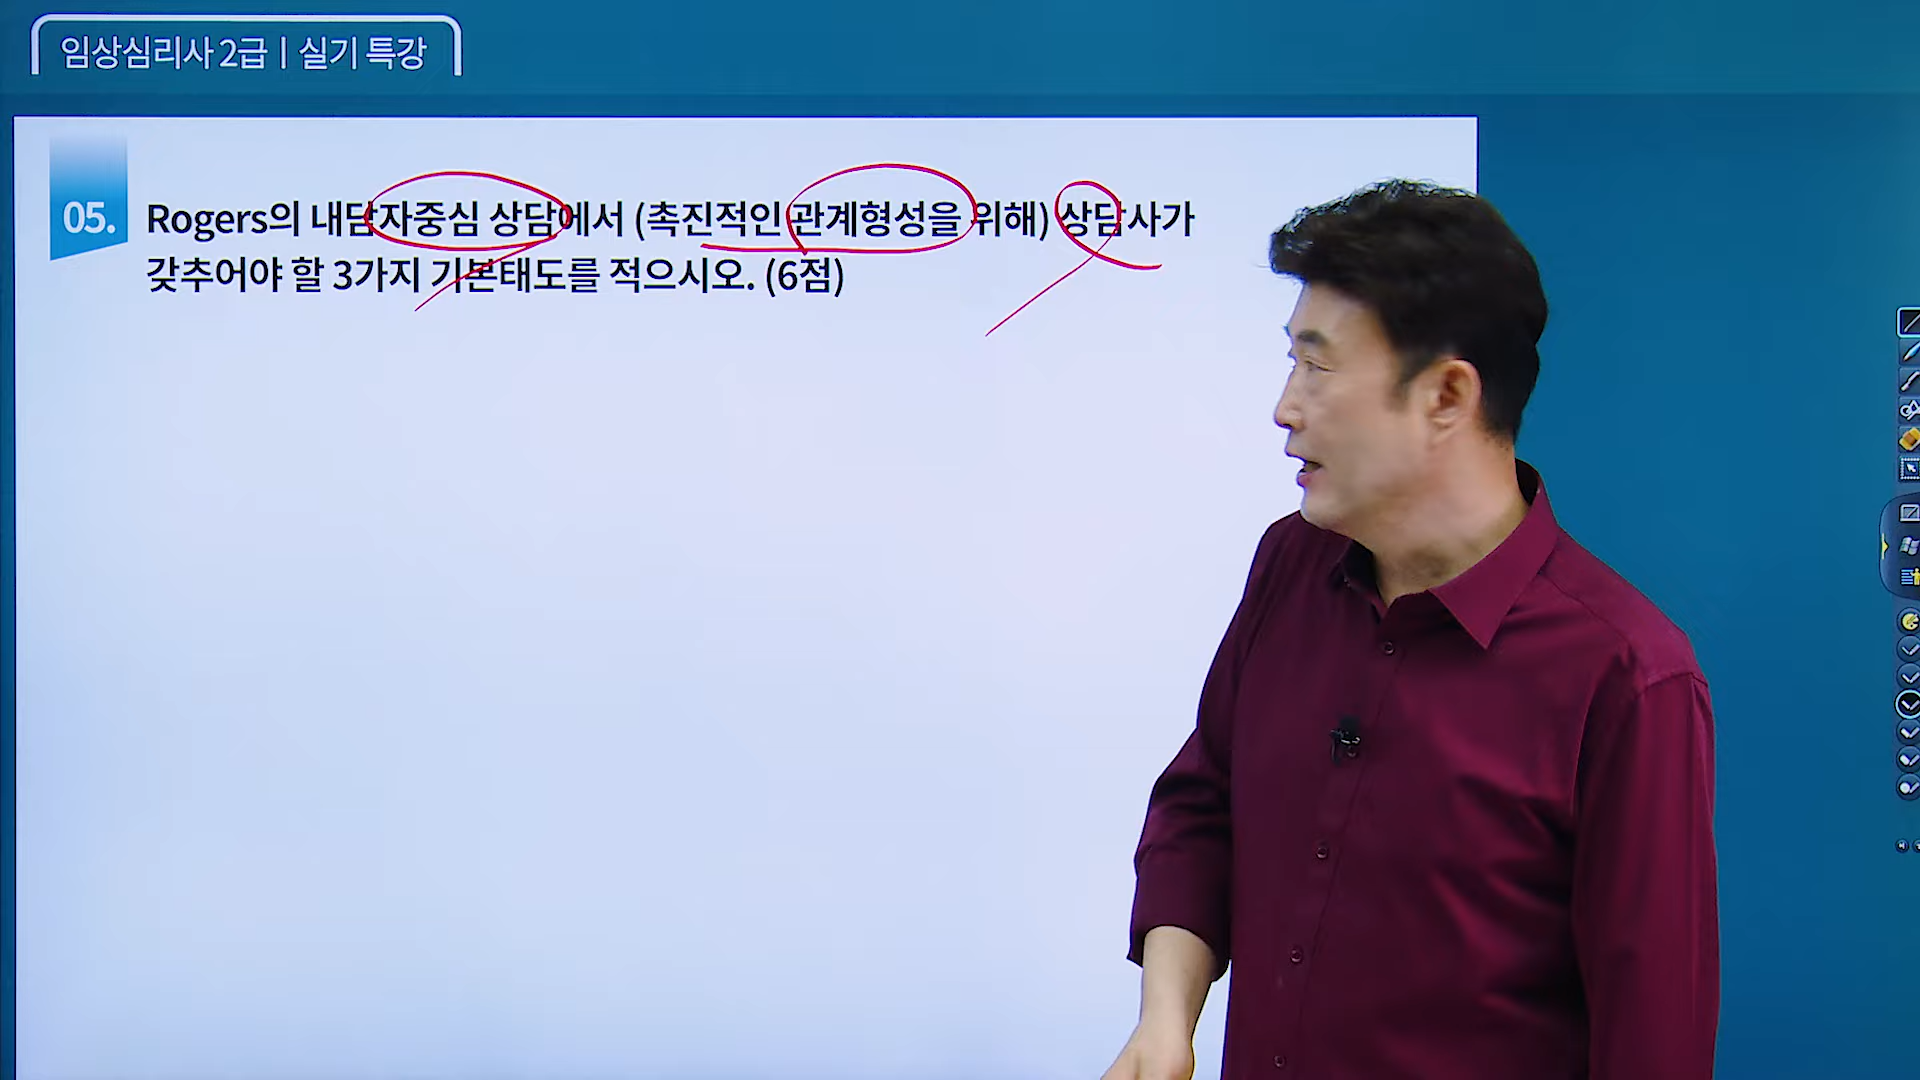 임상심리사 2급 | 실기 특강
05. Rogers의 내담자중심 상담에서 (촉진적인 관계형성을 위해) 상담사가
갖추어야 할 3가지 기본태도를 적으시오. (6점)